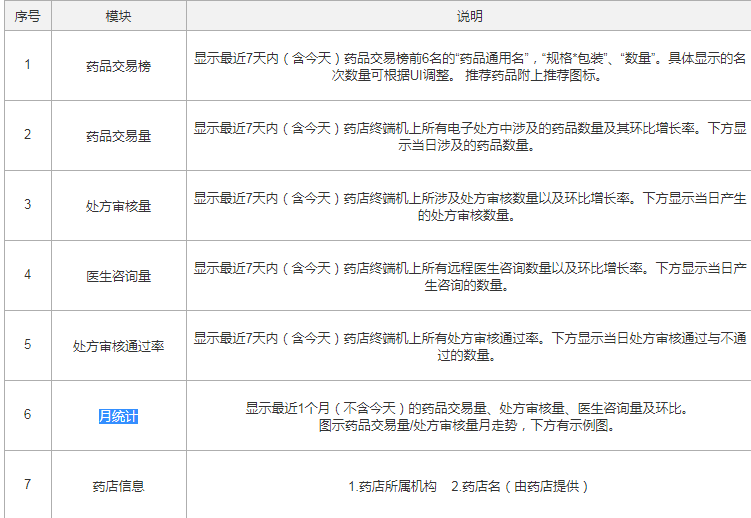 序号 模块 说明
1 药品交易榜 显示最近7天内（含今天）药品交易榜前6名的“药品通用名”，“规格*包装”、“数量”。具体显示的名
次数量可根据UI调整。 推荐药品附上推荐图标。
2 药品交易量 显示最近7天内（含今天）药店终端机上所有电子处方中涉及的药品数量及其环比增长率。下方显
示当日涉及的药品数量。
3 处方审核量 显示最近7天内（含今天）药店终端机上所涉及处方审核数量以及环比增长率。下方显示当日产生
的处方审核数量。
4 医生咨询量 显示最近7天内（含今天）药店终端机上所有远程医生咨询数量以及环比增长率。下方显示当日产
生咨询的数量。
5 处方审核通过率 显示最近7天内（含今天）药店终端机上所有处方审核通过率。下方显示当日处方审核通过与不通
过的数量。
6 月统计 显示最近1个月（不含今天）的药品交易量、处方审核量、医生咨询量及环比。
图示药品交易量/处方审核量月走势，下方有示例图。
7 药店信息 1.药店所属机构 2.药店名（由药店提供）